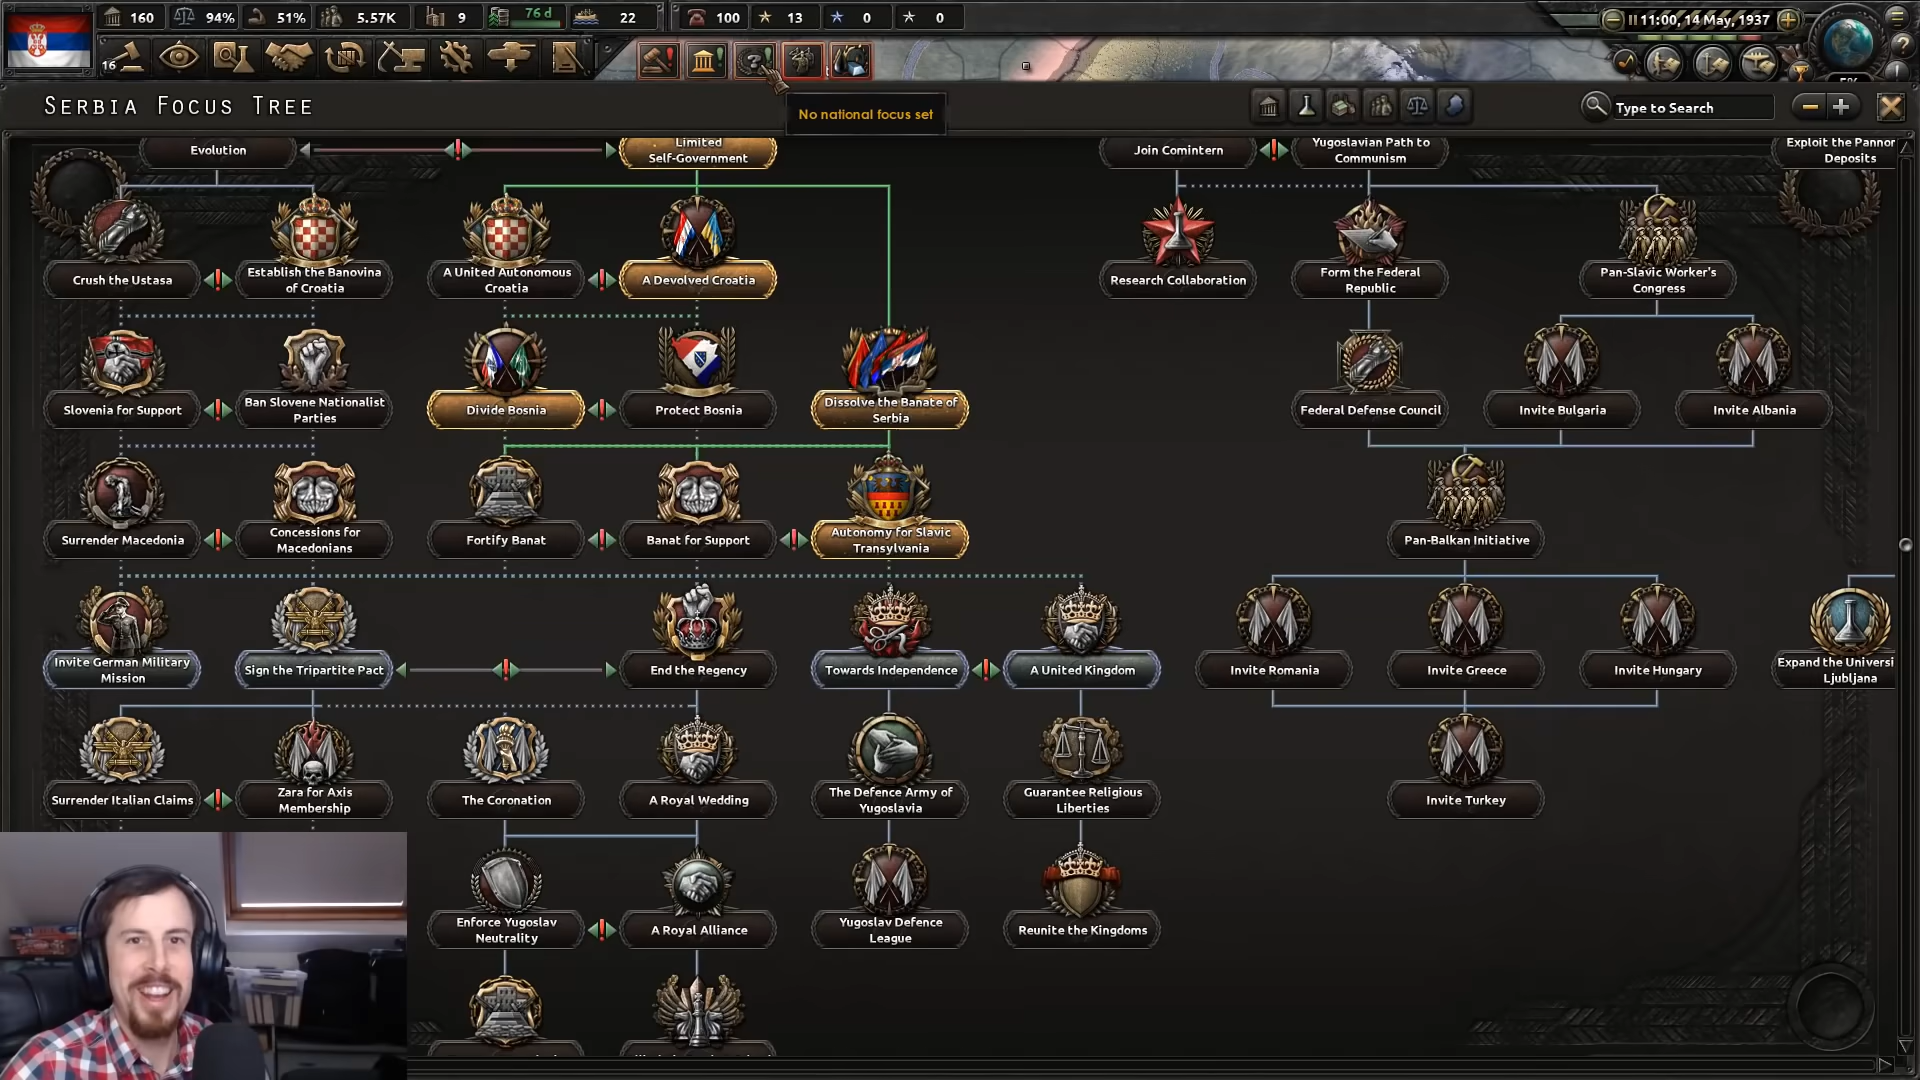 160
94%
51%
5.57K
9
76 d
22
100
13
0
0
11:00, 14 May, 1937
16
5%
SERBIA FOCUS TREE
No national focus set
Type to Search
Evolution
Limited
Self-Government
Join Comintern
Yugoslavian Path to
Communism
Exploit the Pannor
Deposits
Crush the Ustasa
Establish the Banovina
of Croatia
A United Autonomous
Croatia
A Devolved Croatia
Research Collaboration
Form the Federal
Republic
Pan-Slavic Worker's
Congress
Slovenia for Support
Ban Slovene Nationalist
Parties
Divide Bosnia
Protect Bosnia
Dissolve the Banate of
Serbia
Federal Defense Council
Invite Bulgaria
Invite Albania
Surrender Macedonia
Concessions for
Macedonians
Fortify Banat
Banat for Support
Autonomy for Slavic
Transylvania
Pan-Balkan Initiative
Invite German Military
Mission
Sign the Tripartite Pact
End the Regency
Towards Independence
A United Kingdom
Invite Romania
Invite Greece
Invite Hungary
Expand the Universi
Ljubljana
Surrender Italian Claims
Zara for Axis
Membership
The Coronation
A Royal Wedding
The Defence Army of
Yugoslavia
Guarantee Religious
Liberties
Invite Turkey
Enforce Yugoslav
Neutrality
A Royal Alliance
Yugoslav Defence
League
Reunite the Kingdoms